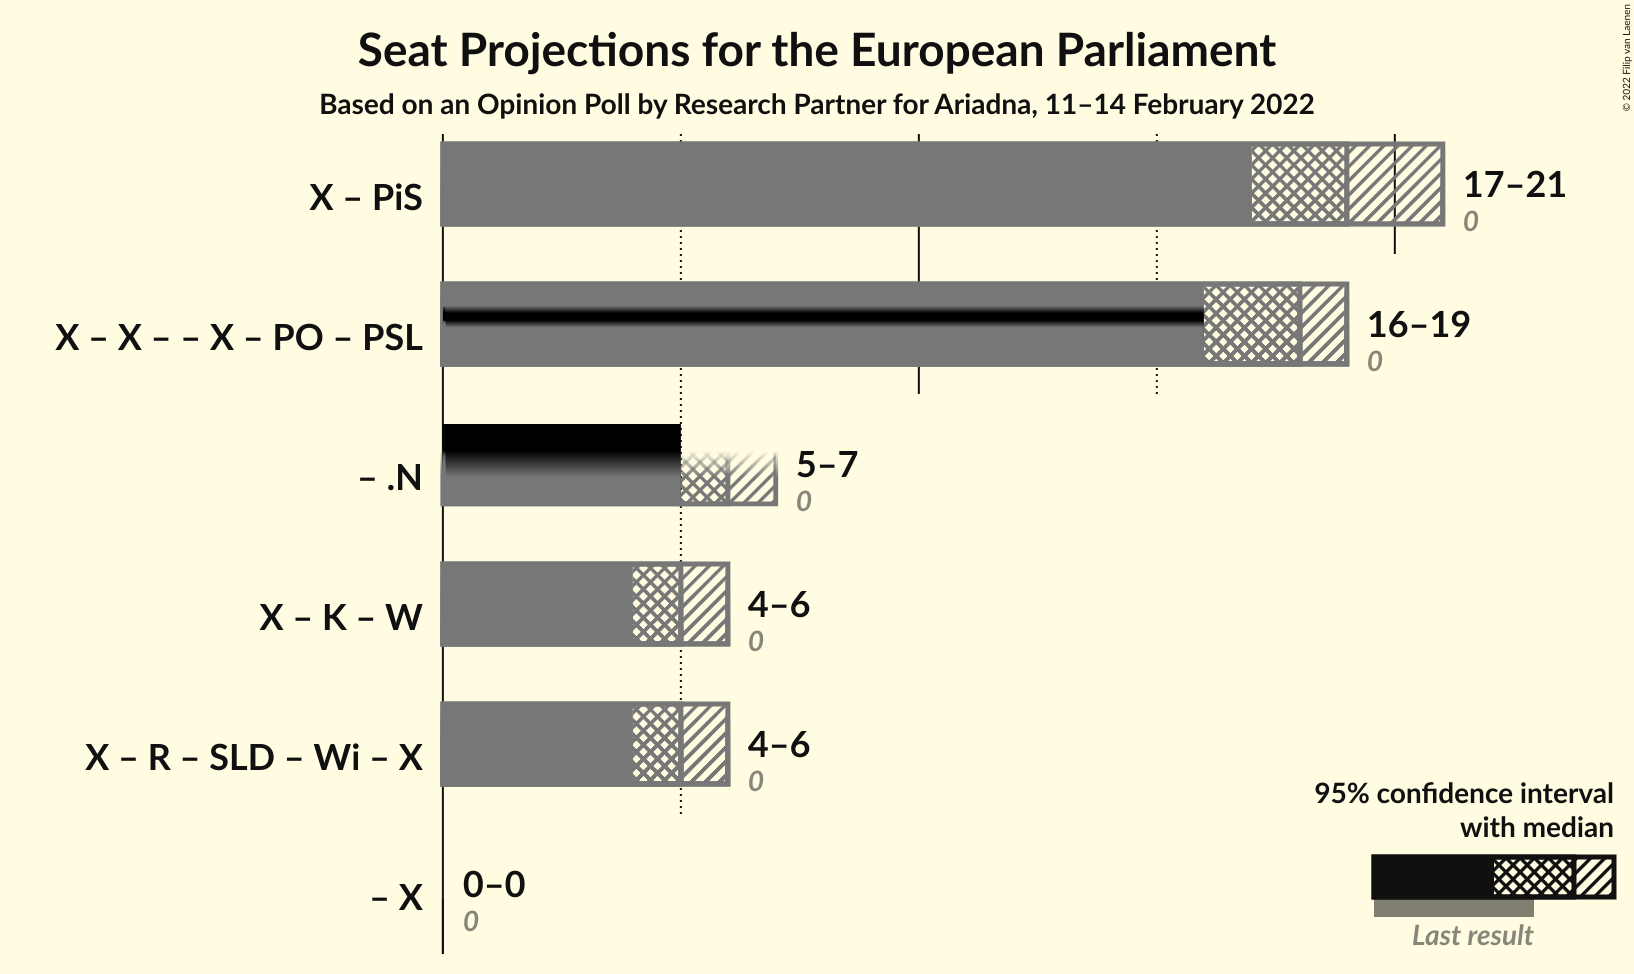 Seat Projections for the European Parliament
Based on an Opinion Poll by Research Partner for Ariadna, 11–14 February 2022
© 2022 Filip van Laenen
X – PiS
17–21
0
X – X – – X – PO – PSL
16–19
0
– .N
5–7
0
X – K – W
4–6
0
X – R – SLD – Wi – X
4–6
0
– X
0–0
0
95% confidence interval
with median
Last result